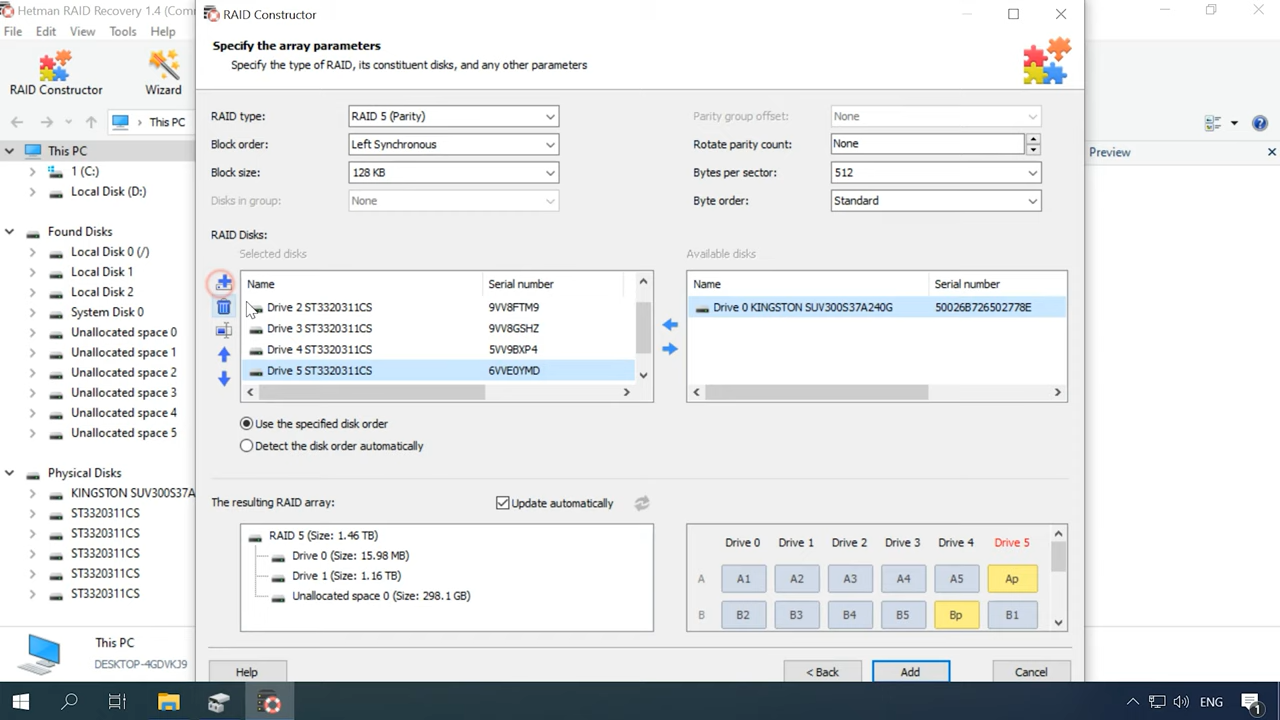 Hetman RAID Recovery 1.4 (Com
RAID Constructor
File Edit View Tools Help
Specify the array parameters
Specify the type of RAID, its constituent disks, and any other parameters
RAID Constructor
Wizard
This PC
RAID type:
RAID 5 (Parity)
Parity group offset:
None
Block order:
Left Synchronous
Rotate parity count:
None
Block size:
128 KB
Bytes per sector:
512
Disks in group:
None
Byte order:
Standard
This PC
1 (C:)
Local Disk (D:)
Found Disks
Local Disk 0 (/)
Local Disk 1
Local Disk 2
System Disk 0
Unallocated space 0
Unallocated space 1
Unallocated space 2
Unallocated space 3
Unallocated space 4
Unallocated space 5
Physical Disks
KINGSTON SUV300S37A
ST3320311CS
ST3320311CS
ST3320311CS
ST3320311CS
ST3320311CS
RAID Disks:
Selected disks
Name Serial number
Drive 2 ST3320311CS 9VV8FTM9
Drive 3 ST3320311CS 9VV8GSHZ
Drive 4 ST3320311CS 5VV9BXP4
Drive 5 ST3320311CS 6VVE0YMD
Available disks
Name Serial number
Drive 0 KINGSTON SUV300S37A240G 50026B726502778E
Use the specified disk order
Detect the disk order automatically
The resulting RAID array:
Update automatically
RAID 5 (Size: 1.46 TB)
Drive 0 (Size: 15.98 MB)
Drive 1 (Size: 1.16 TB)
Unallocated space 0 (Size: 298.1 GB)
Drive 0 Drive 1 Drive 2 Drive 3 Drive 4 Drive 5
A A1 A2 A3 A4 A5 Ap
B B2 B3 B4 B5 Bp B1
Help
< Back
Add
Cancel
Preview
This PC
DESKTOP-4GDVKJ9
ENG
1